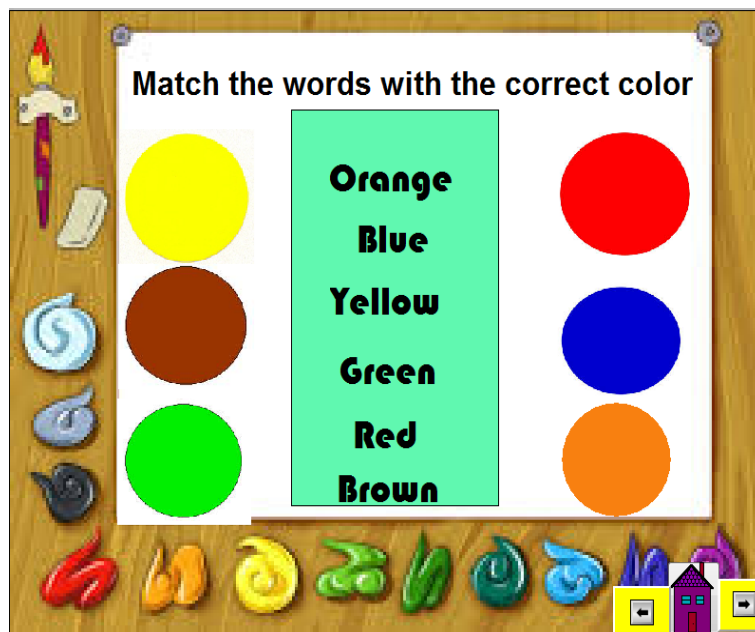 Match the words with the correct color
Orange
Blue
Yellow
Green
Red
Brown